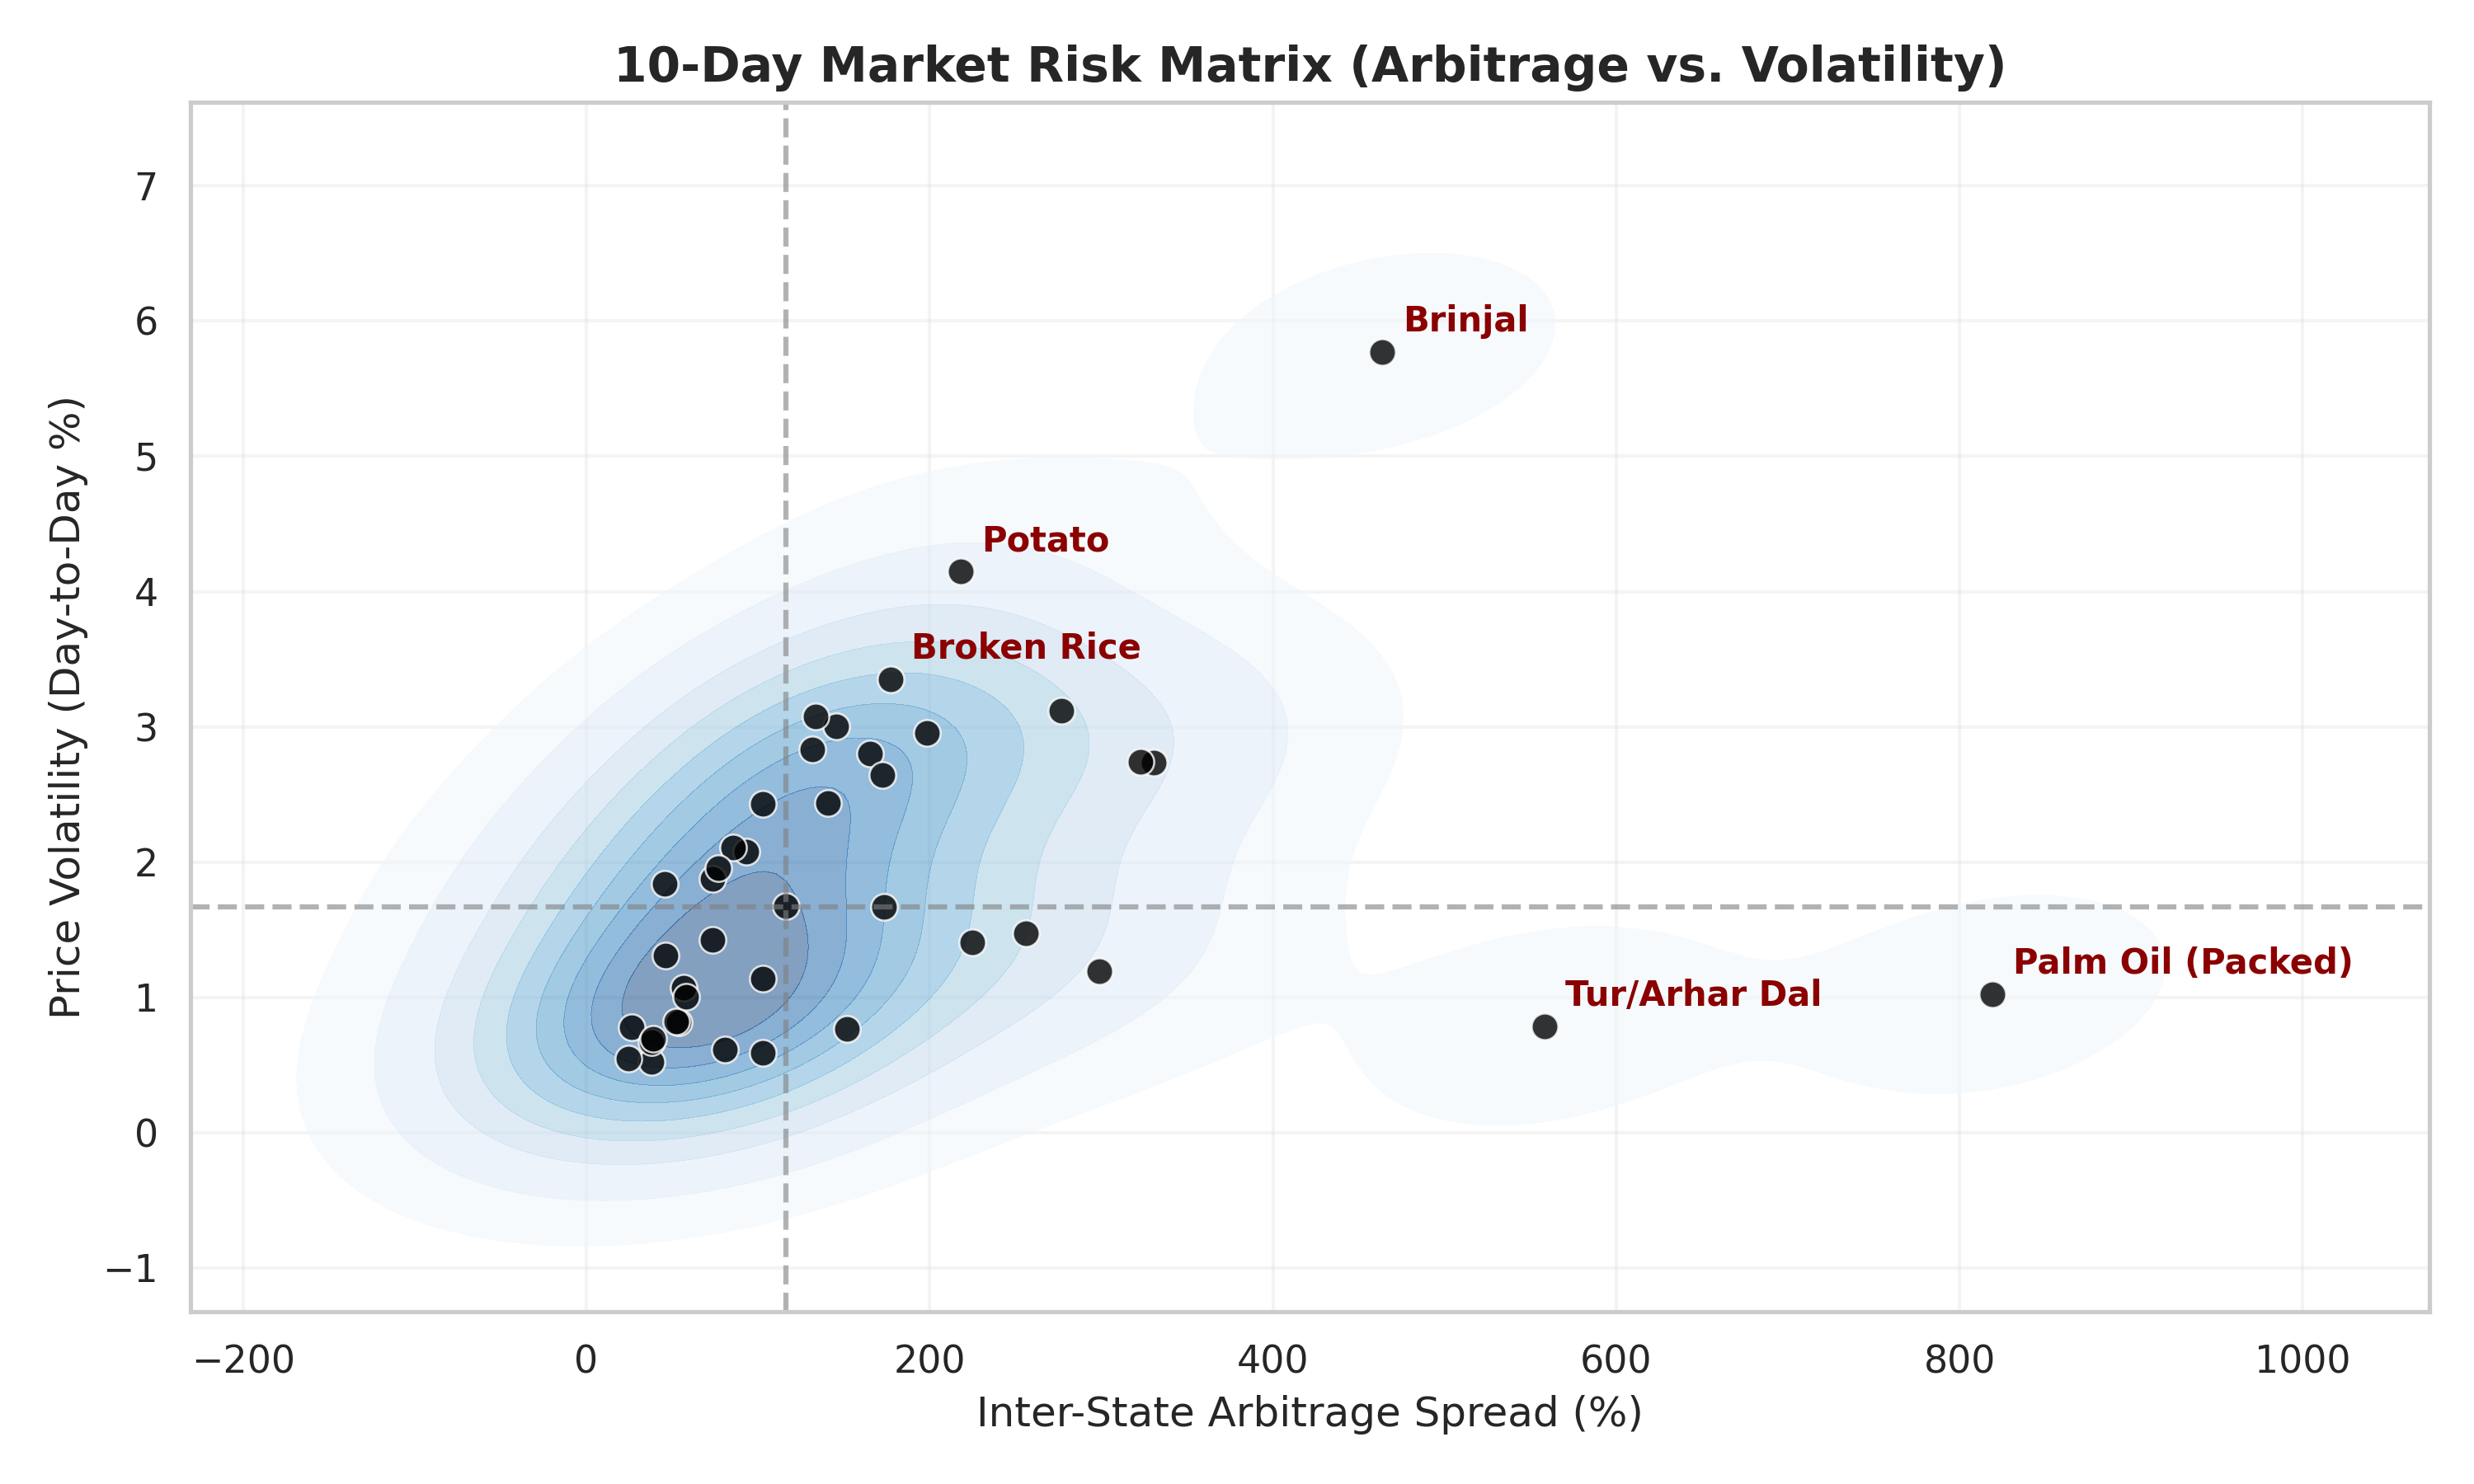 10-Day Market Risk Matrix (Arbitrage vs. Volatility)
Price Volatility (Day-to-Day %)
7
6
5
4
3
2
1
0
−1
Brinjal
Potato
Broken Rice
Palm Oil (Packed)
Tur/Arhar Dal
−200 0 200 400 600 800 1000
Inter-State Arbitrage Spread (%)